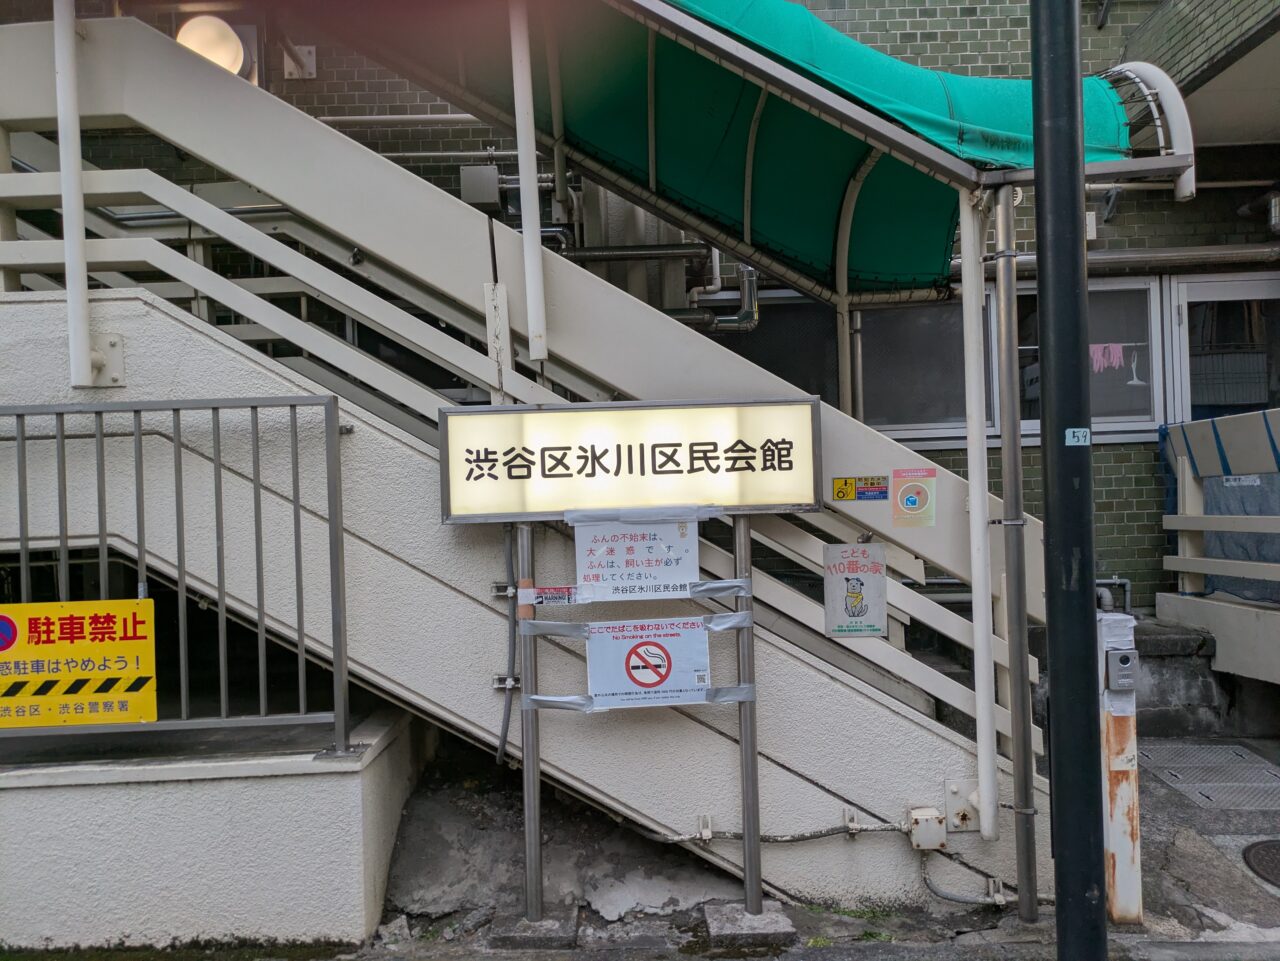 渋谷区氷川区民会館
ふんの不始末は、
大迷惑です。
ふんは、飼い主が必ず
処理してください。
渋谷区氷川区民会館
WARNING!
ここでたばこを吸わないでください
No Smoking on the streets.
こども
110番の家
59
駐車禁止
惑駐車はやめよう!
渋谷区・渋谷警察署